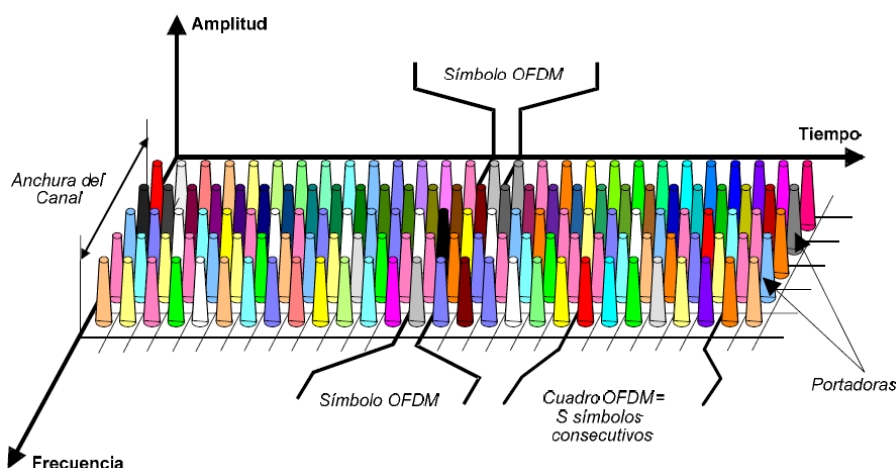 Amplitud
Símbolo OFDM
Tiempo
Anchura del
Canal
Portadoras
Símbolo OFDM
Cuadro OFDM =
S símbolos
consecutivos
Frecuencia